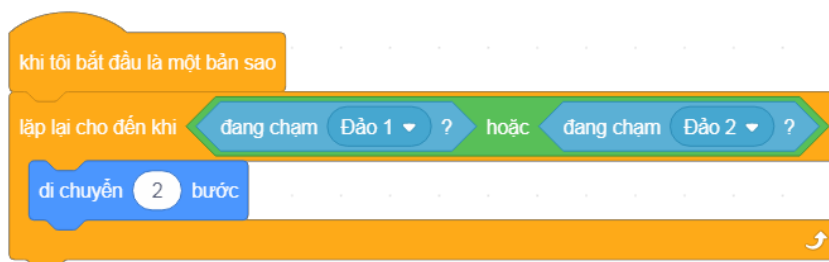 khi tôi bắt đầu là một bản sao
lặp lại cho đến khi đang chạm Đảo 1 ? hoặc đang chạm Đảo 2 ?
di chuyển 2 bước